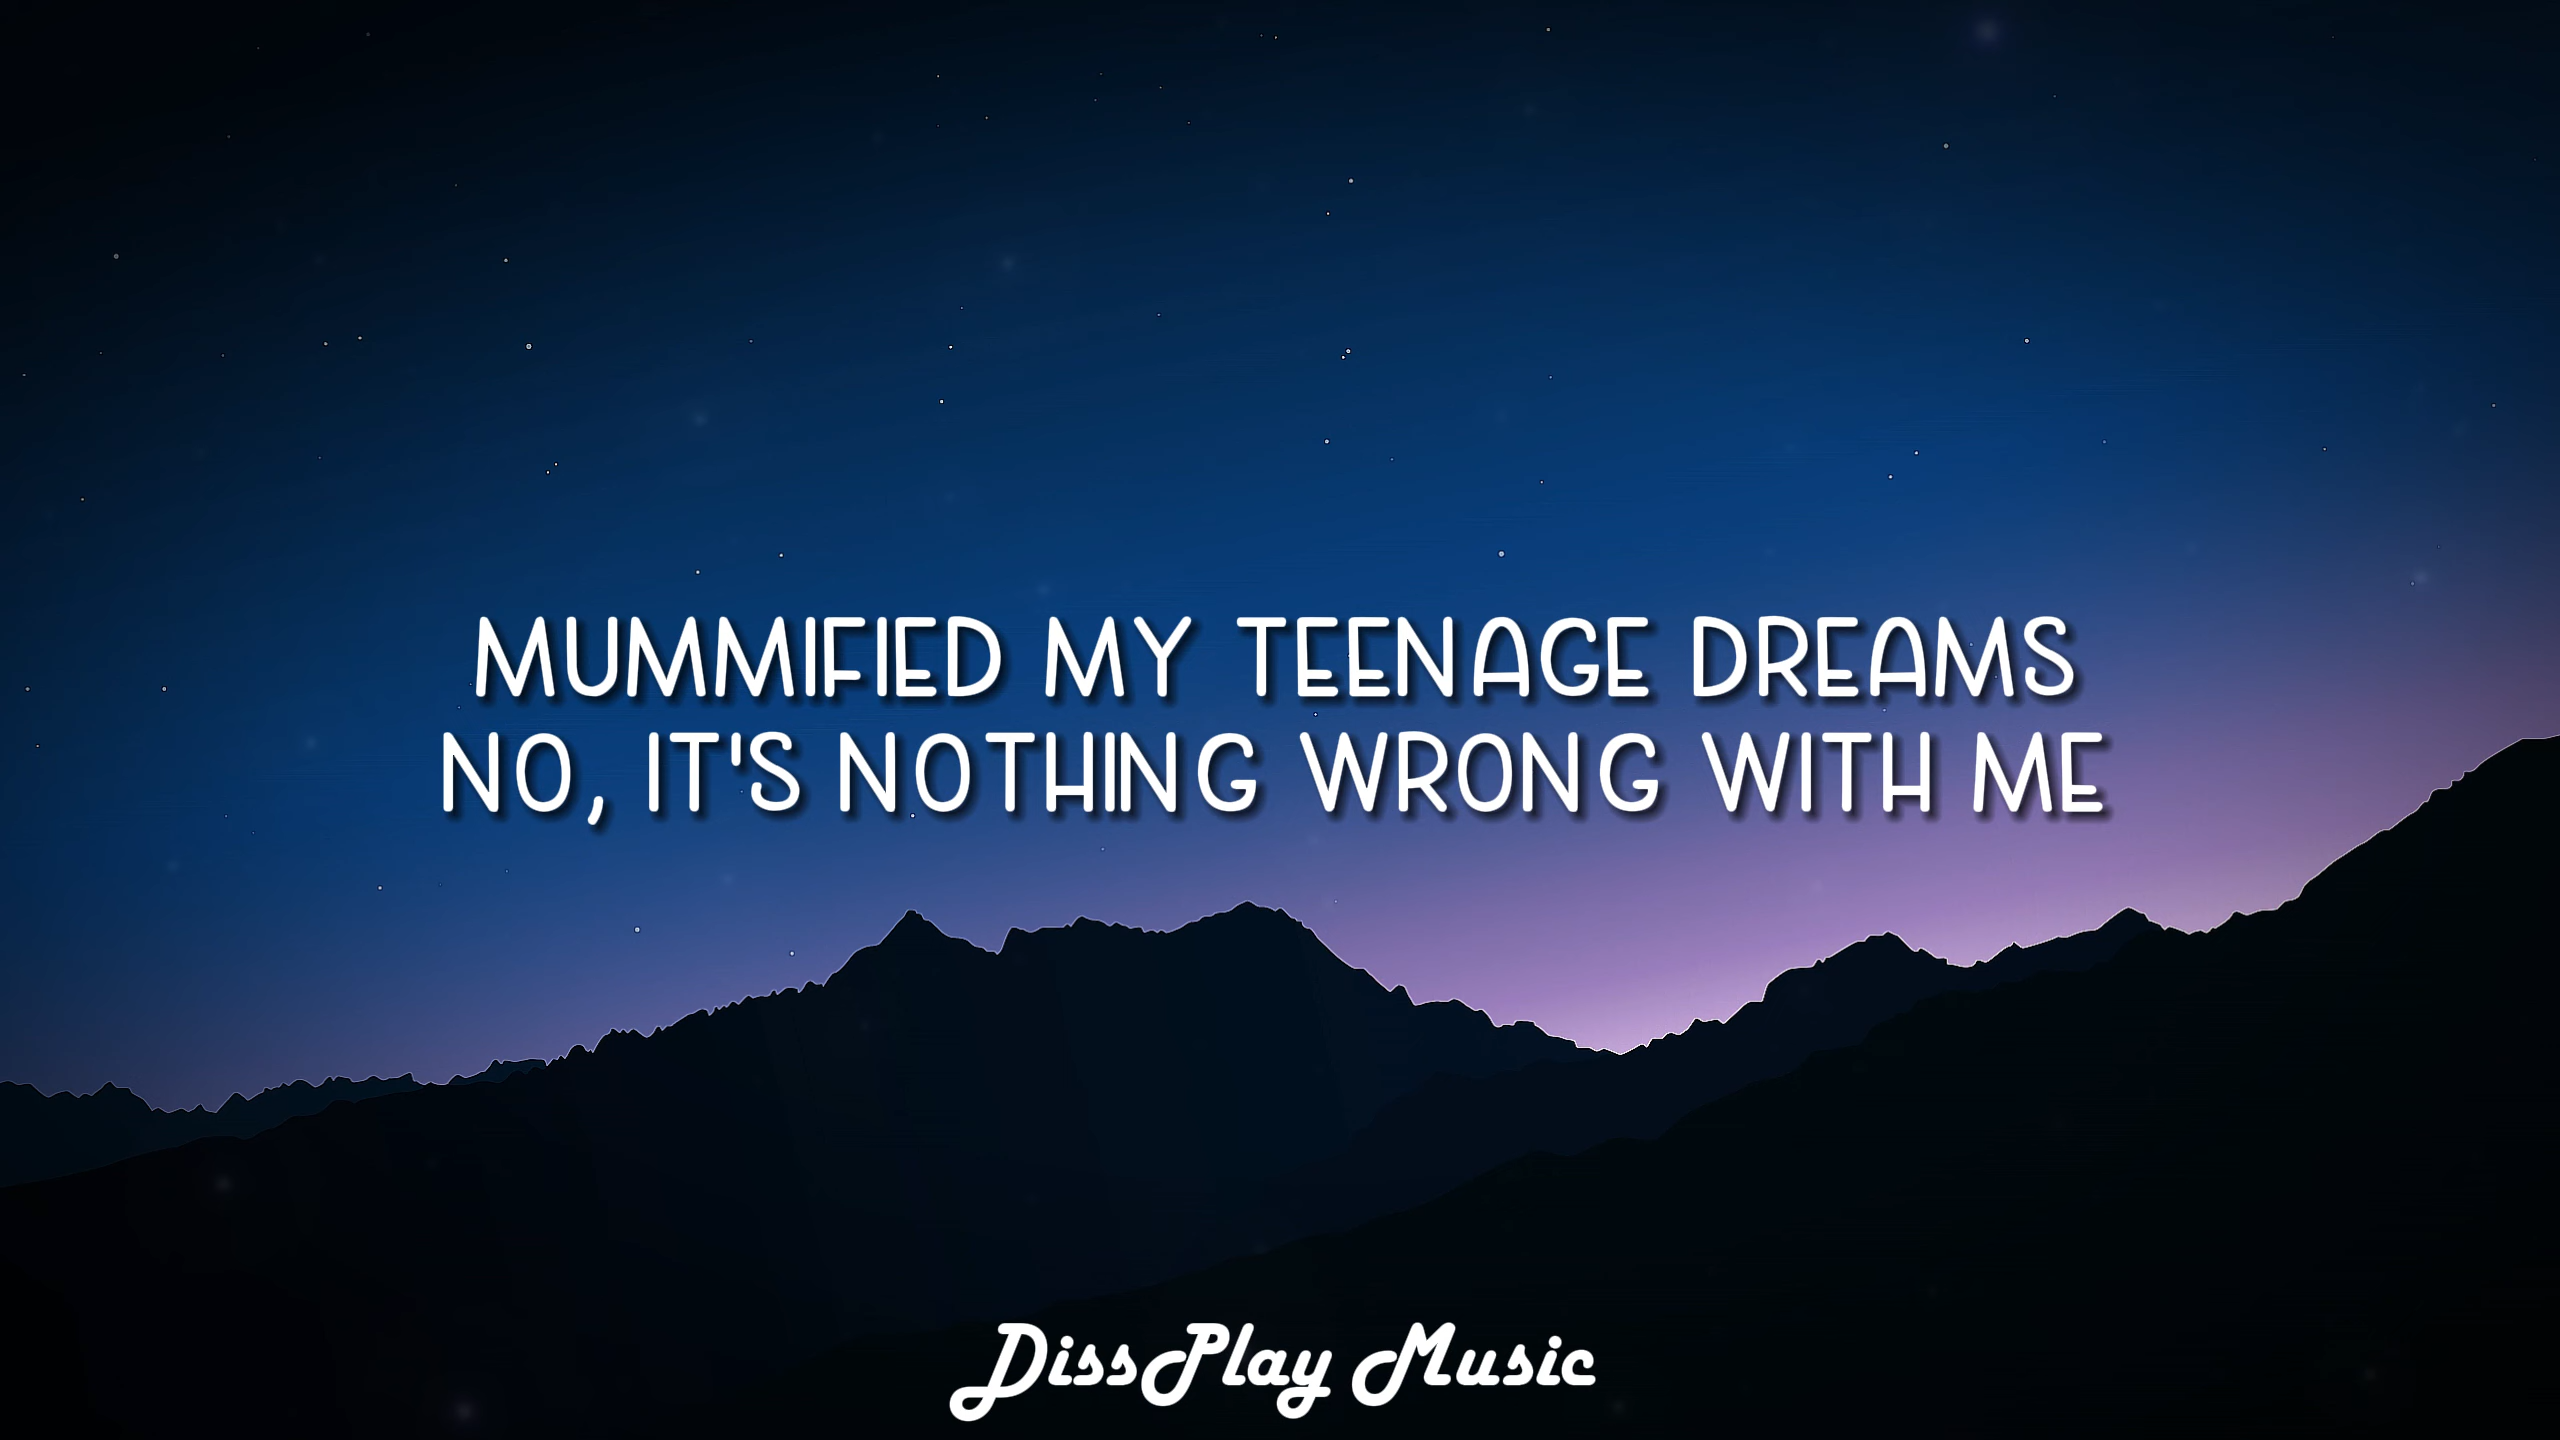 MUMMIFIED MY TEENAGE DREAMS
NO, IT'S NOTHING WRONG WITH ME
DissPlay Music